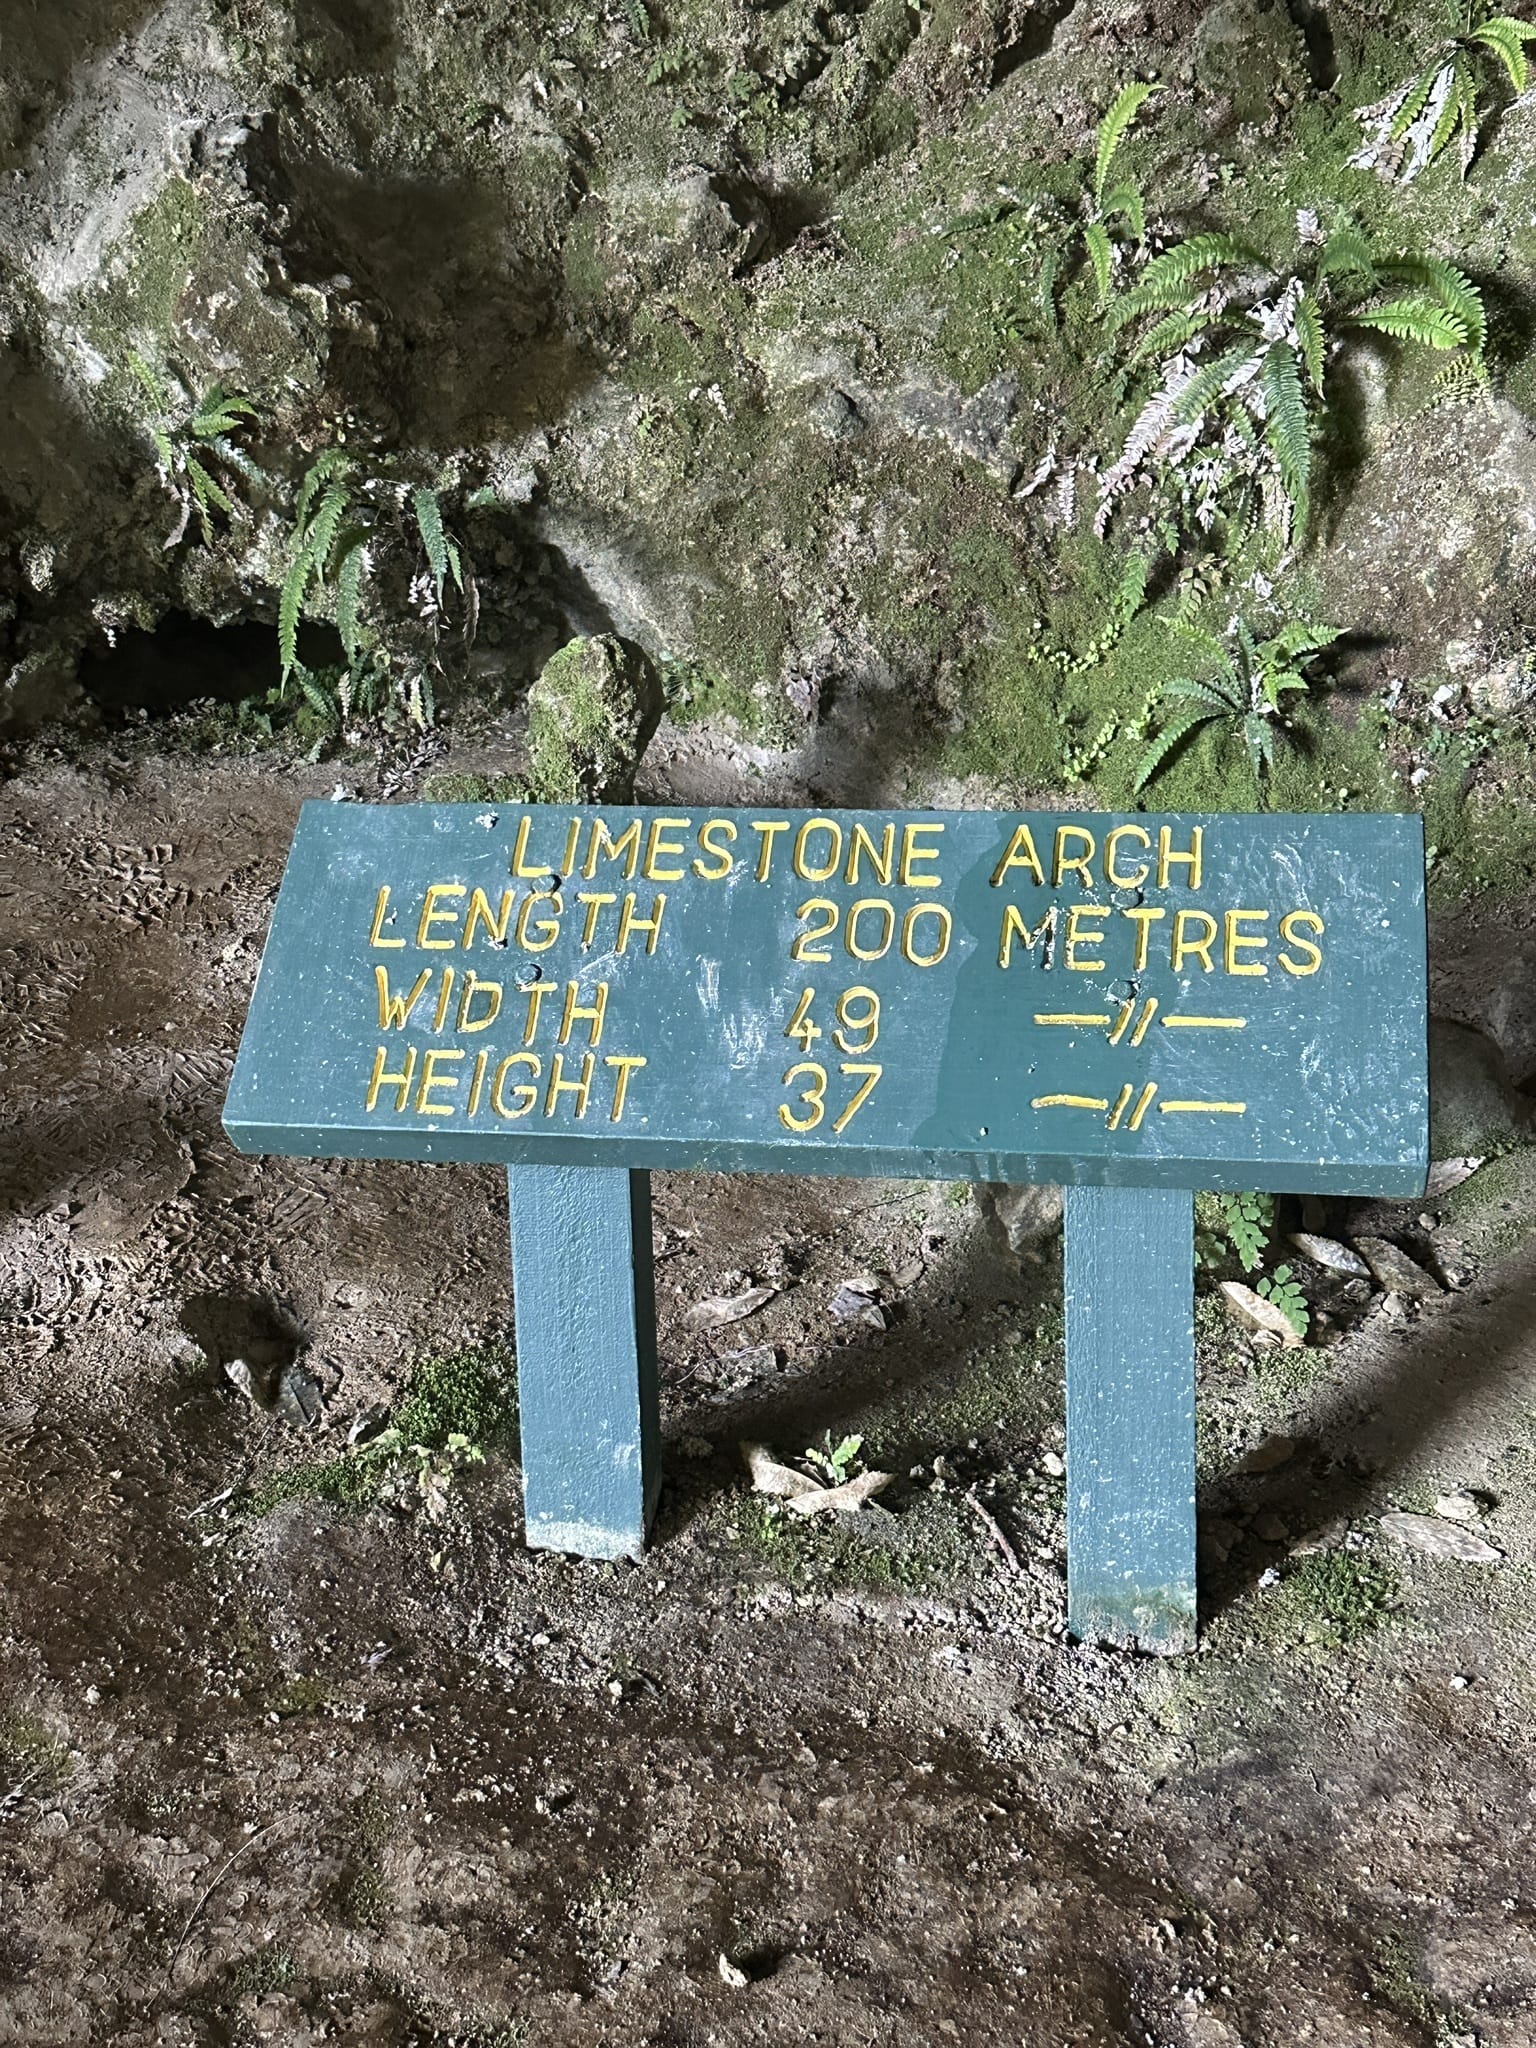 LIMESTONE ARCH
LENGTH 200 METRES
WIDTH 49 —〃—
HEIGHT 37 —〃—